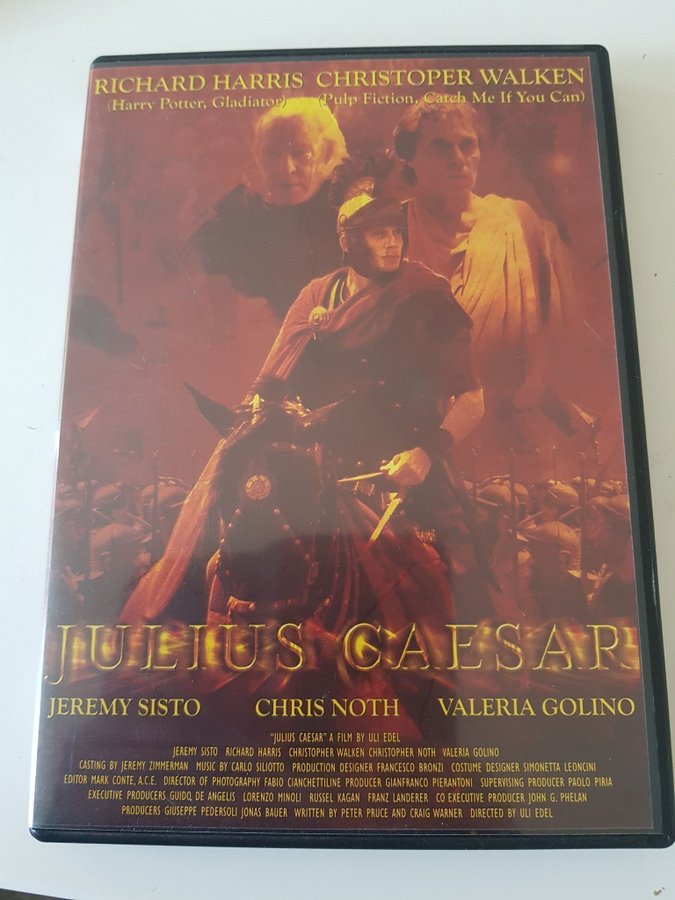 RICHARD HARRIS CHRISTOPER WALKEN
(Harry Potter, Gladiator) (Pulp Fiction, Catch Me If You Can)
JULIUS CAESAR
JEREMY SISTO CHRIS NOTH VALERIA GOLINO
"JULIUS CAESAR" A FILM BY ULI EDEL
JEREMY SISTO RICHARD HARRIS CHRISTOPHER WALKEN CHRISTOPHER NOTH VALERIA GOLINO
CASTING BY JEREMY ZIMMERMAN MUSIC BY CARLO SILIOTTO PRODUCTION DESIGNER FRANCESCO BRONZI COSTUME DESIGNER SIMONETTA LEONCINI
EDITOR MARK CONTE, A.C.E. DIRECTOR OF PHOTOGRAPHY FABIO CIANCHETTILINE PRODUCER GIANFRANCO PIERANTONI SUPERVISING PRODUCER PAOLO PIRIA
EXECUTIVE PRODUCERS GUIDO DE ANGELIS LORENZO MINOLI RUSSEL KAGAN FRANZ LANDERER CO EXECUTIVE PRODUCER JOHN G. PHELAN
PRODUCERS GIUSEPPE PEDERSOLI JONAS BAUER WRITTEN BY PETER PRUCE AND CRAIG WARNER DIRECTED BY ULI EDEL